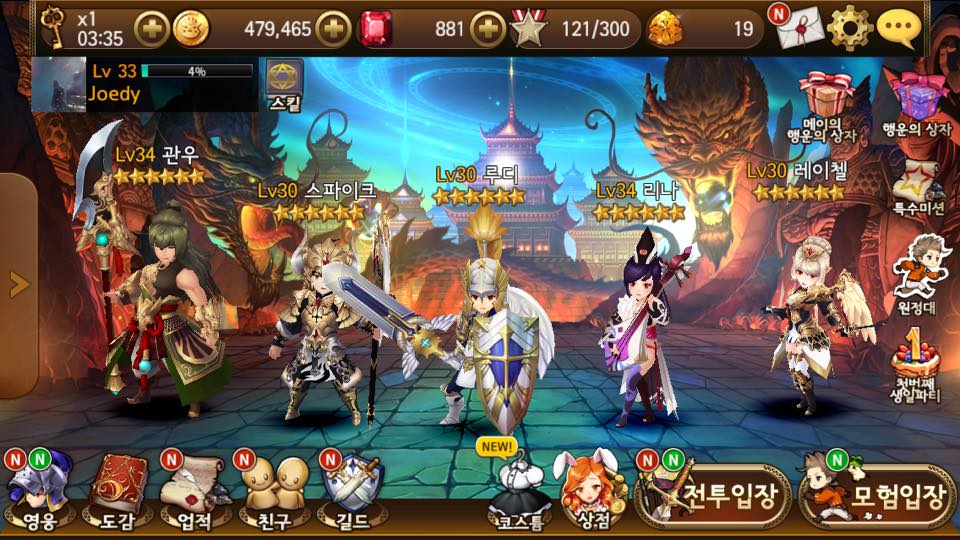 x1
03:35
479,465
881
121/300
19
N
Lv 33
4%
Joedy
스킬
메이의
행운의 상자
행운의 상자
Lv34 관우
Lv30 스파이크
Lv30 루디
Lv34 리나
Lv30 레이첼
특수미션
원정대
1
첫번째
생일파티
NEW!
N N
N
N
N
N N
N
영웅
도감
업적
친구
길드
코스튬
상점
전투입장
모험입장